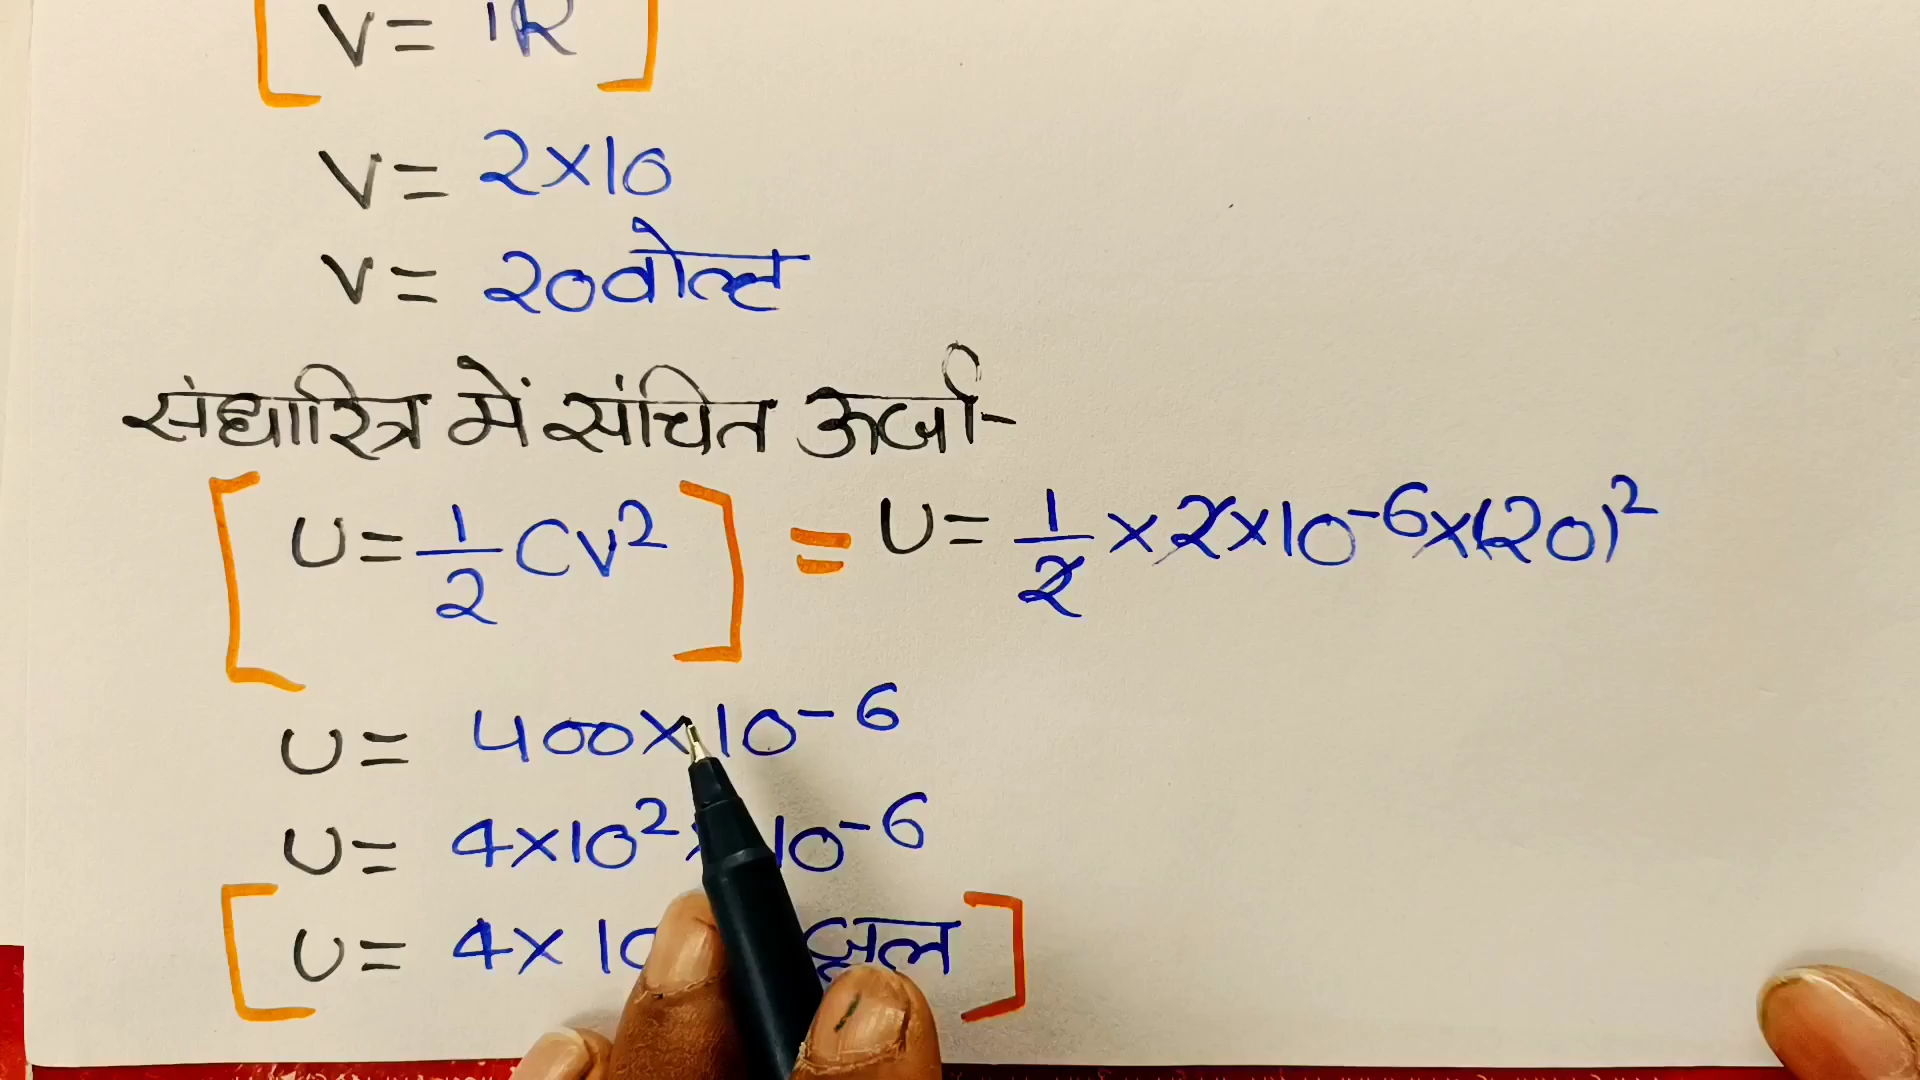 V = IR
V = 2×10
V = 20 वोल्ट
संधारित्र में संचित ऊर्जा-
U = 1/2 CV² = U = 1/2 × 2×10⁻⁶×(20)²
U = 400×10⁻⁶
U = 4×10² 10⁻⁶
U = 4× 10 जूल